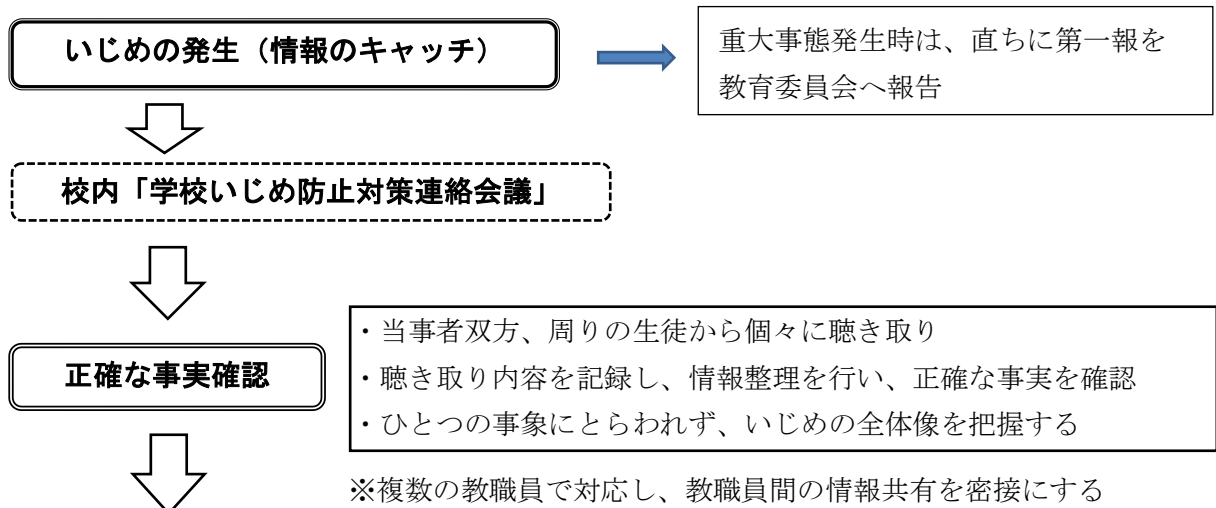 いじめの発生（情報のキャッチ）
重大事態発生時は、直ちに第一報を
教育委員会へ報告
校内「学校いじめ防止対策連絡会議」
正確な事実確認
・当事者双方、周りの生徒から個々に聴き取り
・聴き取り内容を記録し、情報整理を行い、正確な事実を確認
・ひとつの事象にとらわれず、いじめの全体像を把握する
※複数の教職員で対応し、教職員間の情報共有を密接にする